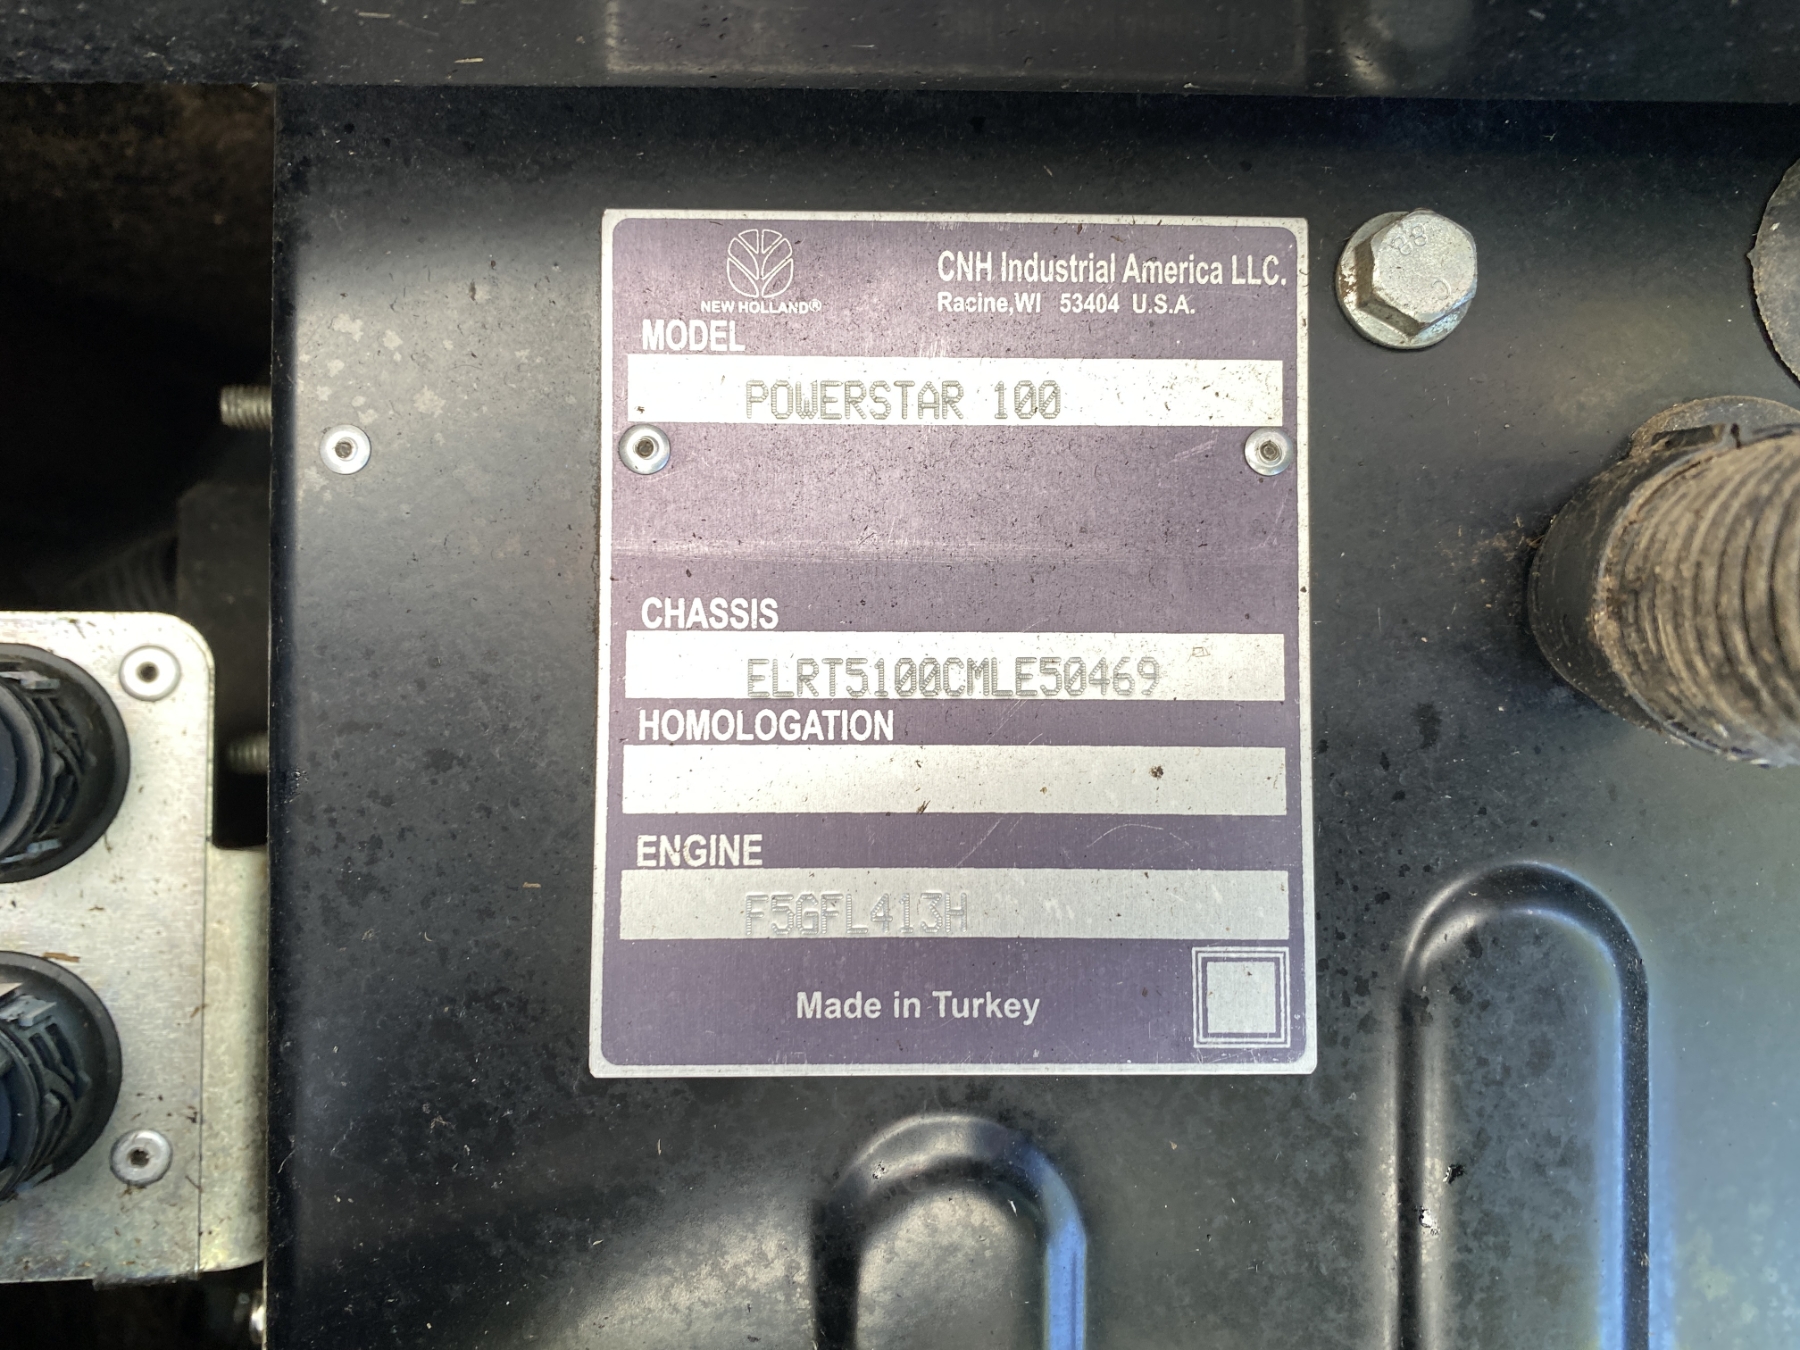 NEW HOLLAND®
CNH Industrial America LLC.
Racine,WI 53404 U.S.A.
MODEL
POWERSTAR 100
CHASSIS
ELRT5100CMLE50469
HOMOLOGATION
ENGINE
F5GFL413H
Made in Turkey